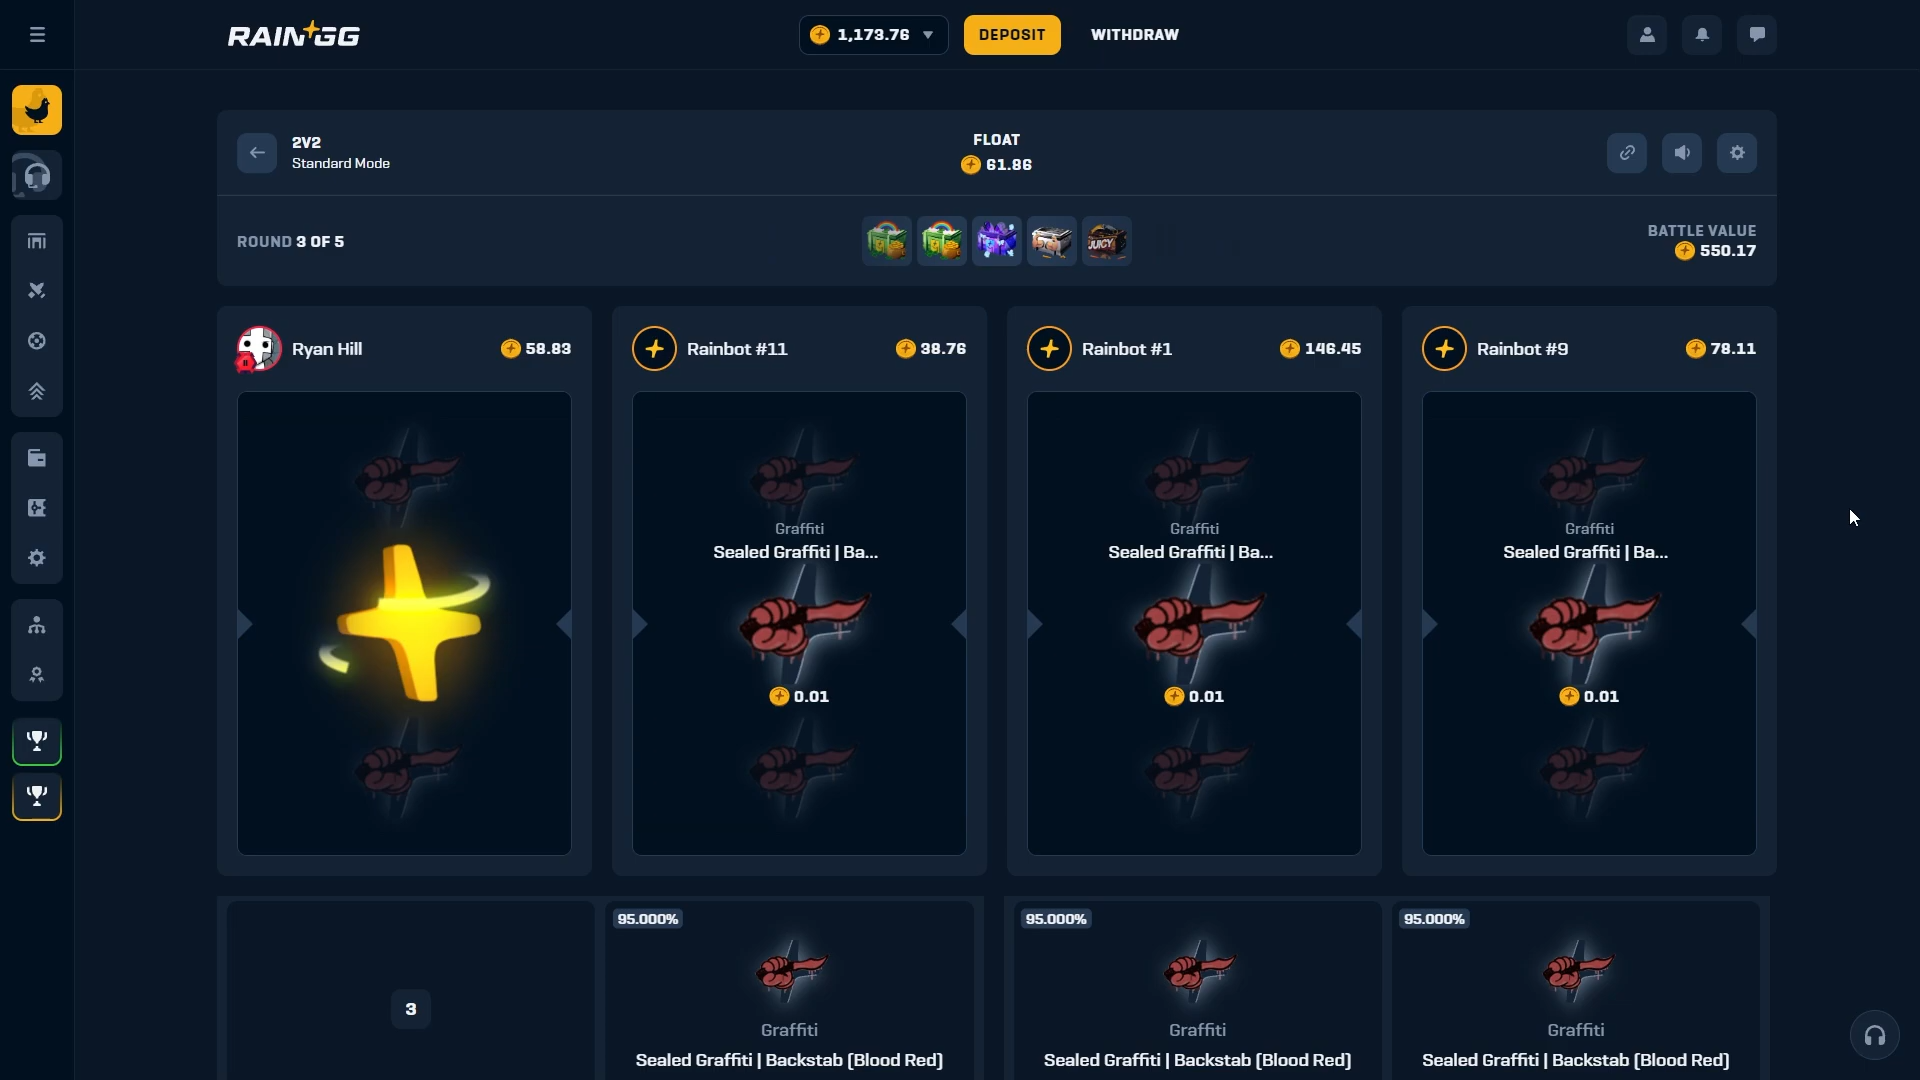 RAIN GG
1,173.76
DEPOSIT
WITHDRAW
2V2
Standard Mode
FLOAT
61.86
ROUND 3 OF 5
JUICY
BATTLE VALUE
550.17
Ryan Hill
58.83
Rainbot #11
38.76
Rainbot #1
146.45
Rainbot #9
78.11
Graffiti
Sealed Graffiti | Ba...
0.01
Graffiti
Sealed Graffiti | Ba...
0.01
Graffiti
Sealed Graffiti | Ba...
0.01
3
95.000%
Graffiti
Sealed Graffiti | Backstab (Blood Red)
95.000%
Graffiti
Sealed Graffiti | Backstab (Blood Red)
95.000%
Graffiti
Sealed Graffiti | Backstab (Blood Red)